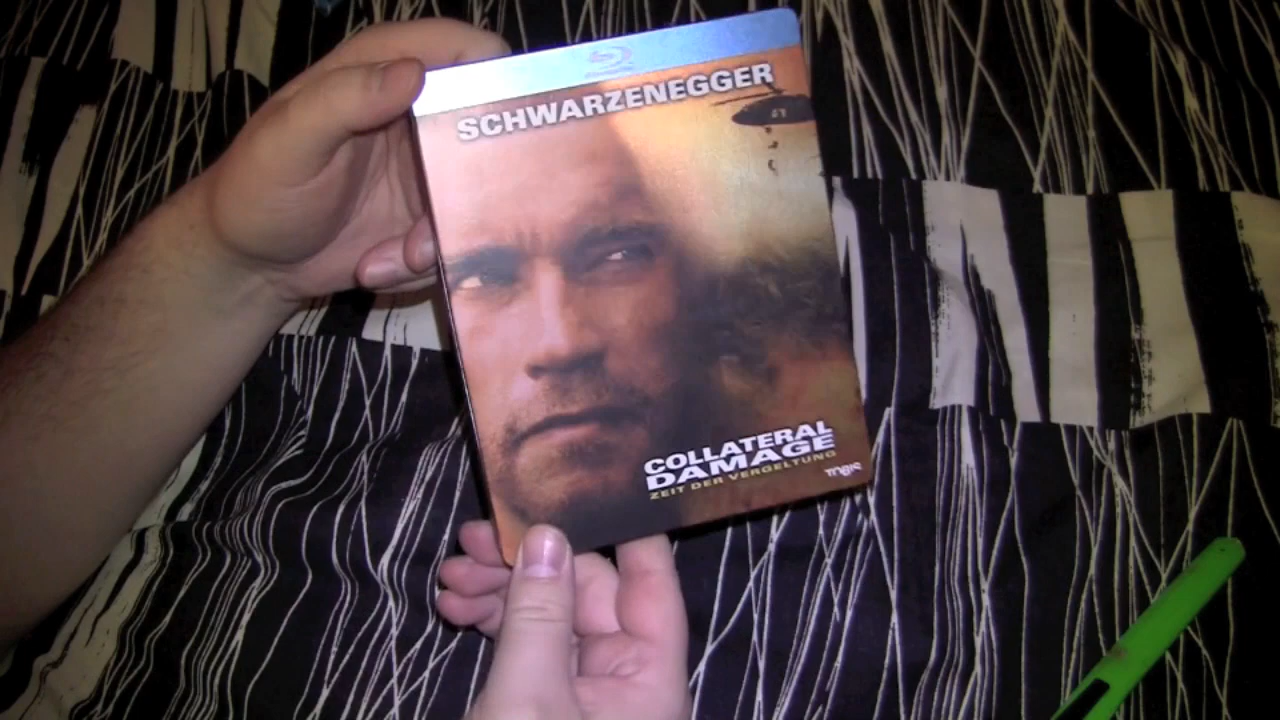 SCHWARZENEGGER
COLLATERAL
DAMAGE
ZEIT DER VERGELTUNG